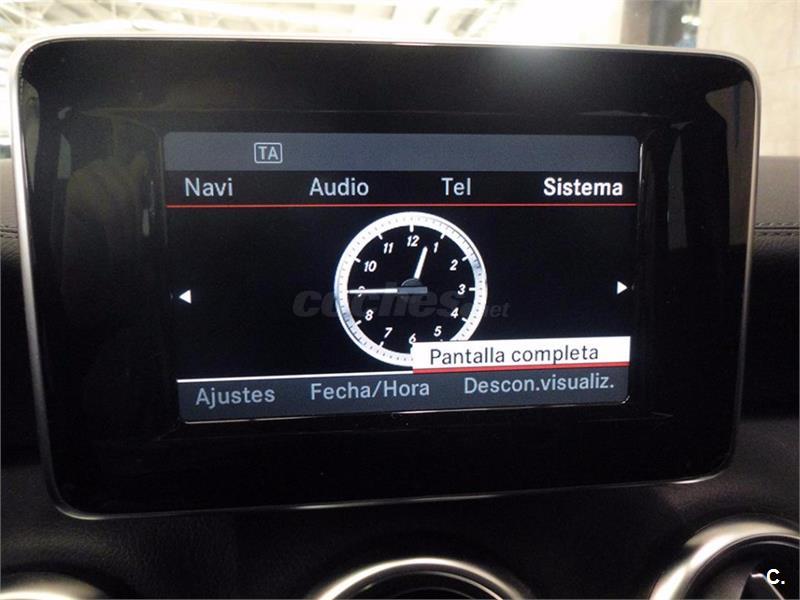 TA
Navi Audio Tel Sistema
12
11 1
10 2
9 3
8 4
7 5
6
Pantalla completa
Ajustes Fecha/Hora Descon.visualiz.
coches.net
C.